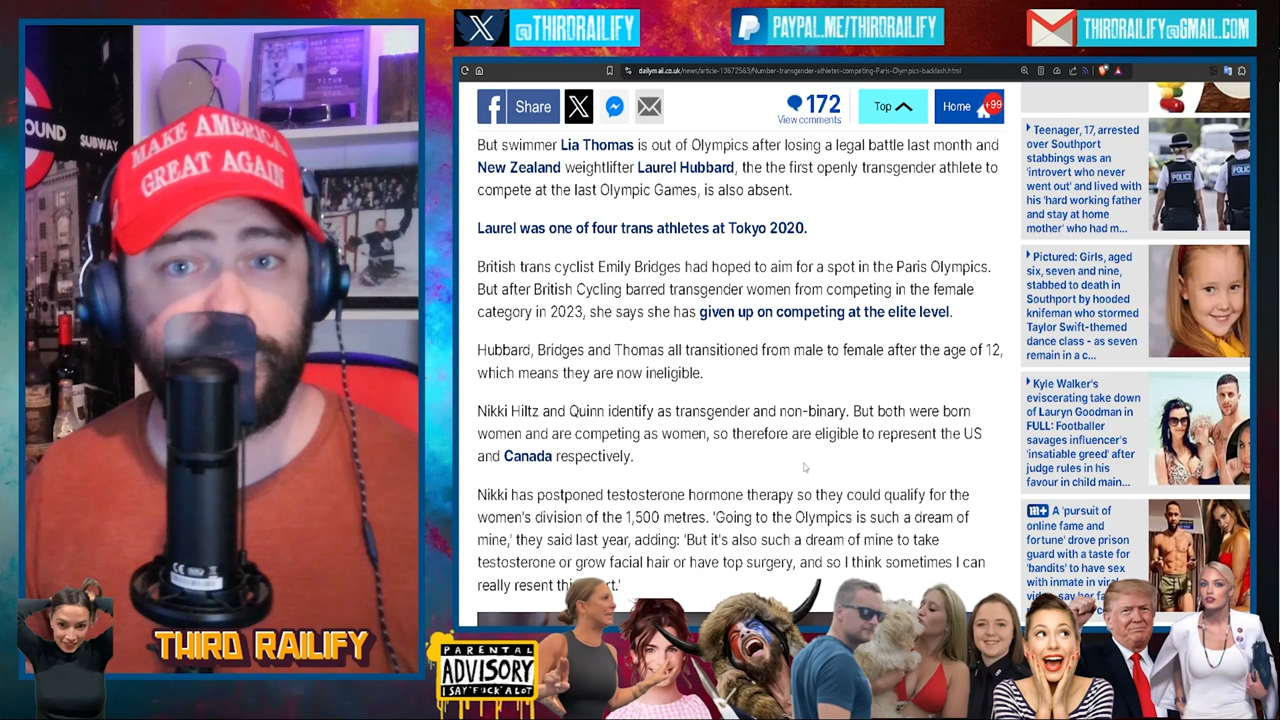 @THIRDRAILIFY
PAYPAL.ME/THIRDRAILIFY
THIRDRAILIFY@GMAIL.COM
dailymail.co.uk/news/article-13672563/Number-transgender-athletes-competing-Paris-Olympics-backlash.html
Share
172
View comments
Top
Home
+99
But swimmer Lia Thomas is out of Olympics after losing a legal battle last month and
New Zealand weightlifter Laurel Hubbard, the the first openly transgender athlete to
compete at the last Olympic Games, is also absent.
Laurel was one of four trans athletes at Tokyo 2020.
British trans cyclist Emily Bridges had hoped to aim for a spot in the Paris Olympics.
But after British Cycling barred transgender women from competing in the female
category in 2023, she says she has given up on competing at the elite level.
Hubbard, Bridges and Thomas all transitioned from male to female after the age of 12,
which means they are now ineligible.
Nikki Hiltz and Quinn identify as transgender and non-binary. But both were born
women and are competing as women, so therefore are eligible to represent the US
and Canada respectively.
Nikki has postponed testosterone hormone therapy so they could qualify for the
women's division of the 1,500 metres. 'Going to the Olympics is such a dream of
mine,' they said last year, adding: 'But it's also such a dream of mine to take
testosterone or grow facial hair or have top surgery, and so I think sometimes I can
really resent
Teenager, 17, arrested
over Southport
stabbings was an
'introvert who never
went out' and lived with
his 'hard working father
and stay at home
mother' who had m...
Pictured: Girls, aged
six, seven and nine,
stabbed to death in
Southport by hooded
knifeman who stormed
Taylor Swift-themed
dance class - as seven
remain in a c...
Kyle Walker's
eviscerating take down
of Lauryn Goodman in
FULL: Footballer
savages influencer's
'insatiable greed' after
judge rules in his
favour in child main...
m+ A 'pursuit of
online fame and
fortune' drove prison
guard with a taste for
'bandits' to have sex
with inmate in viral
OUND
SUBWAY
MAKE AMERICA
GREAT AGAIN
THIRD RAILIFY
PARENTAL
ADVISORY
I SAY "FUCK" A LOT